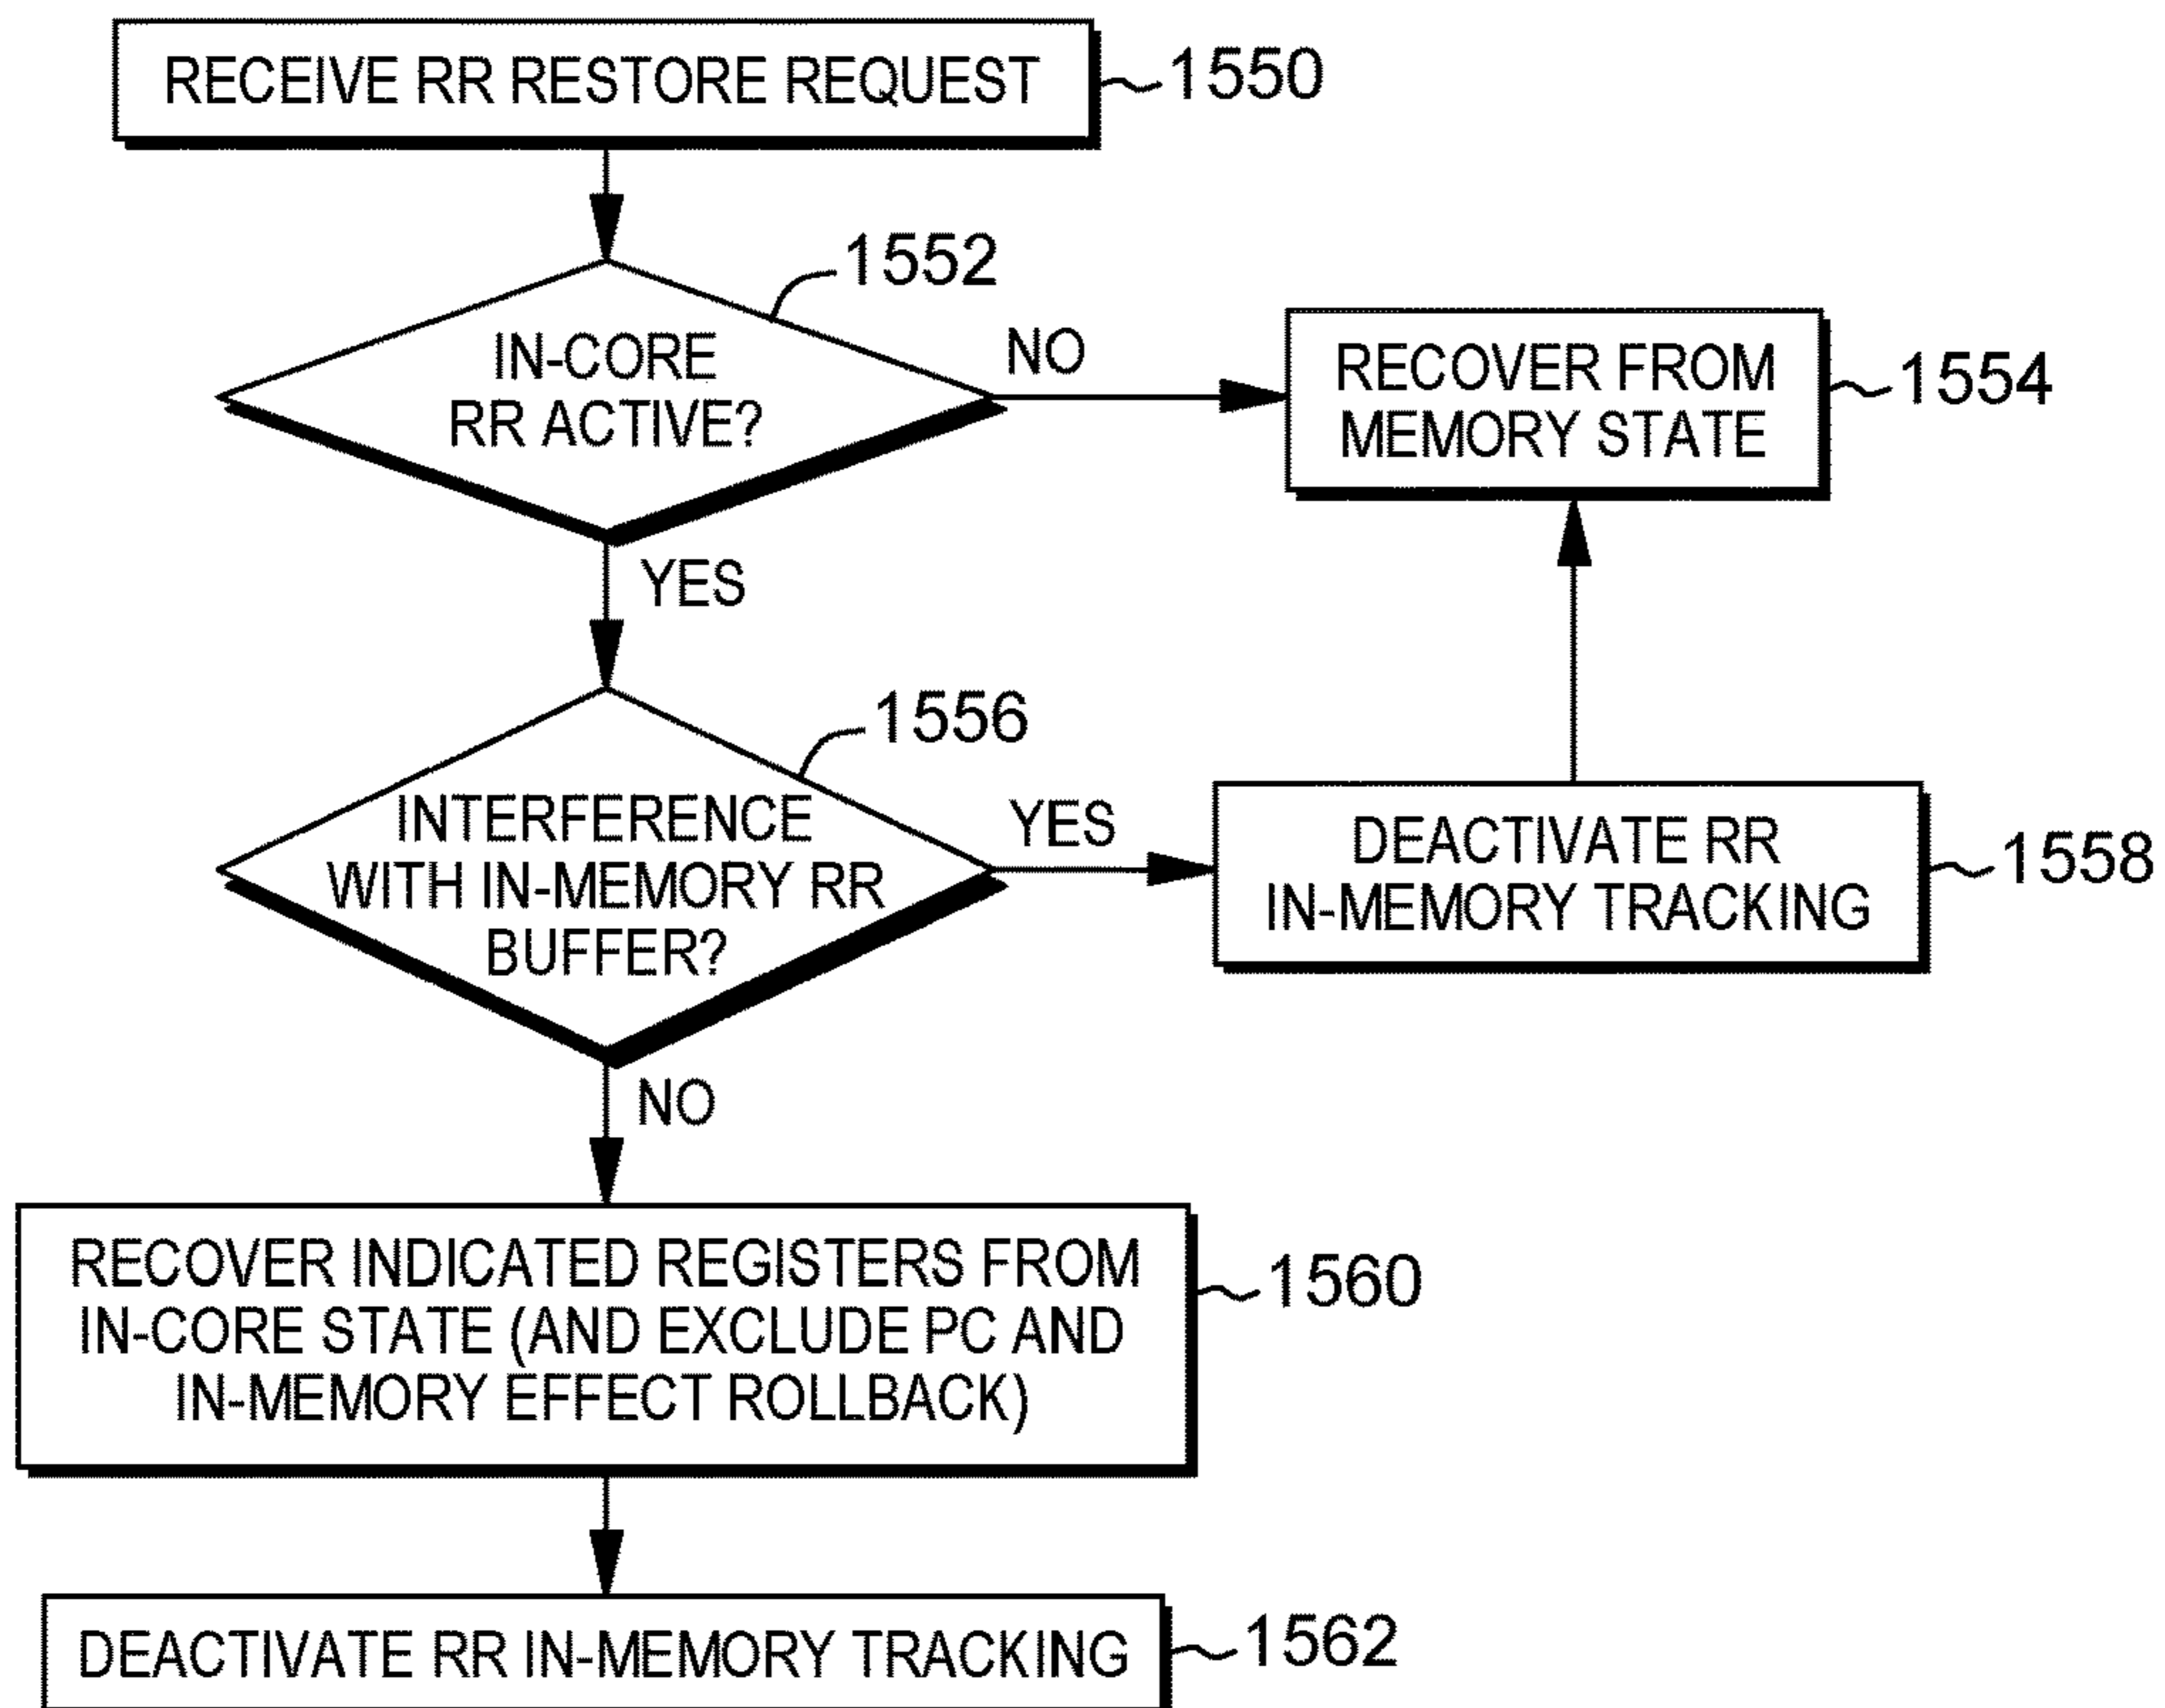 RECEIVE RR RESTORE REQUEST
1550
1552
IN-CORE
RR ACTIVE?
NO
RECOVER FROM
MEMORY STATE
1554
YES
1556
INTERFERENCE
WITH IN-MEMORY RR
BUFFER?
YES
DEACTIVATE RR
IN-MEMORY TRACKING
1558
NO
RECOVER INDICATED REGISTERS FROM
IN-CORE STATE (AND EXCLUDE PC AND
IN-MEMORY EFFECT ROLLBACK)
1560
DEACTIVATE RR IN-MEMORY TRACKING
1562